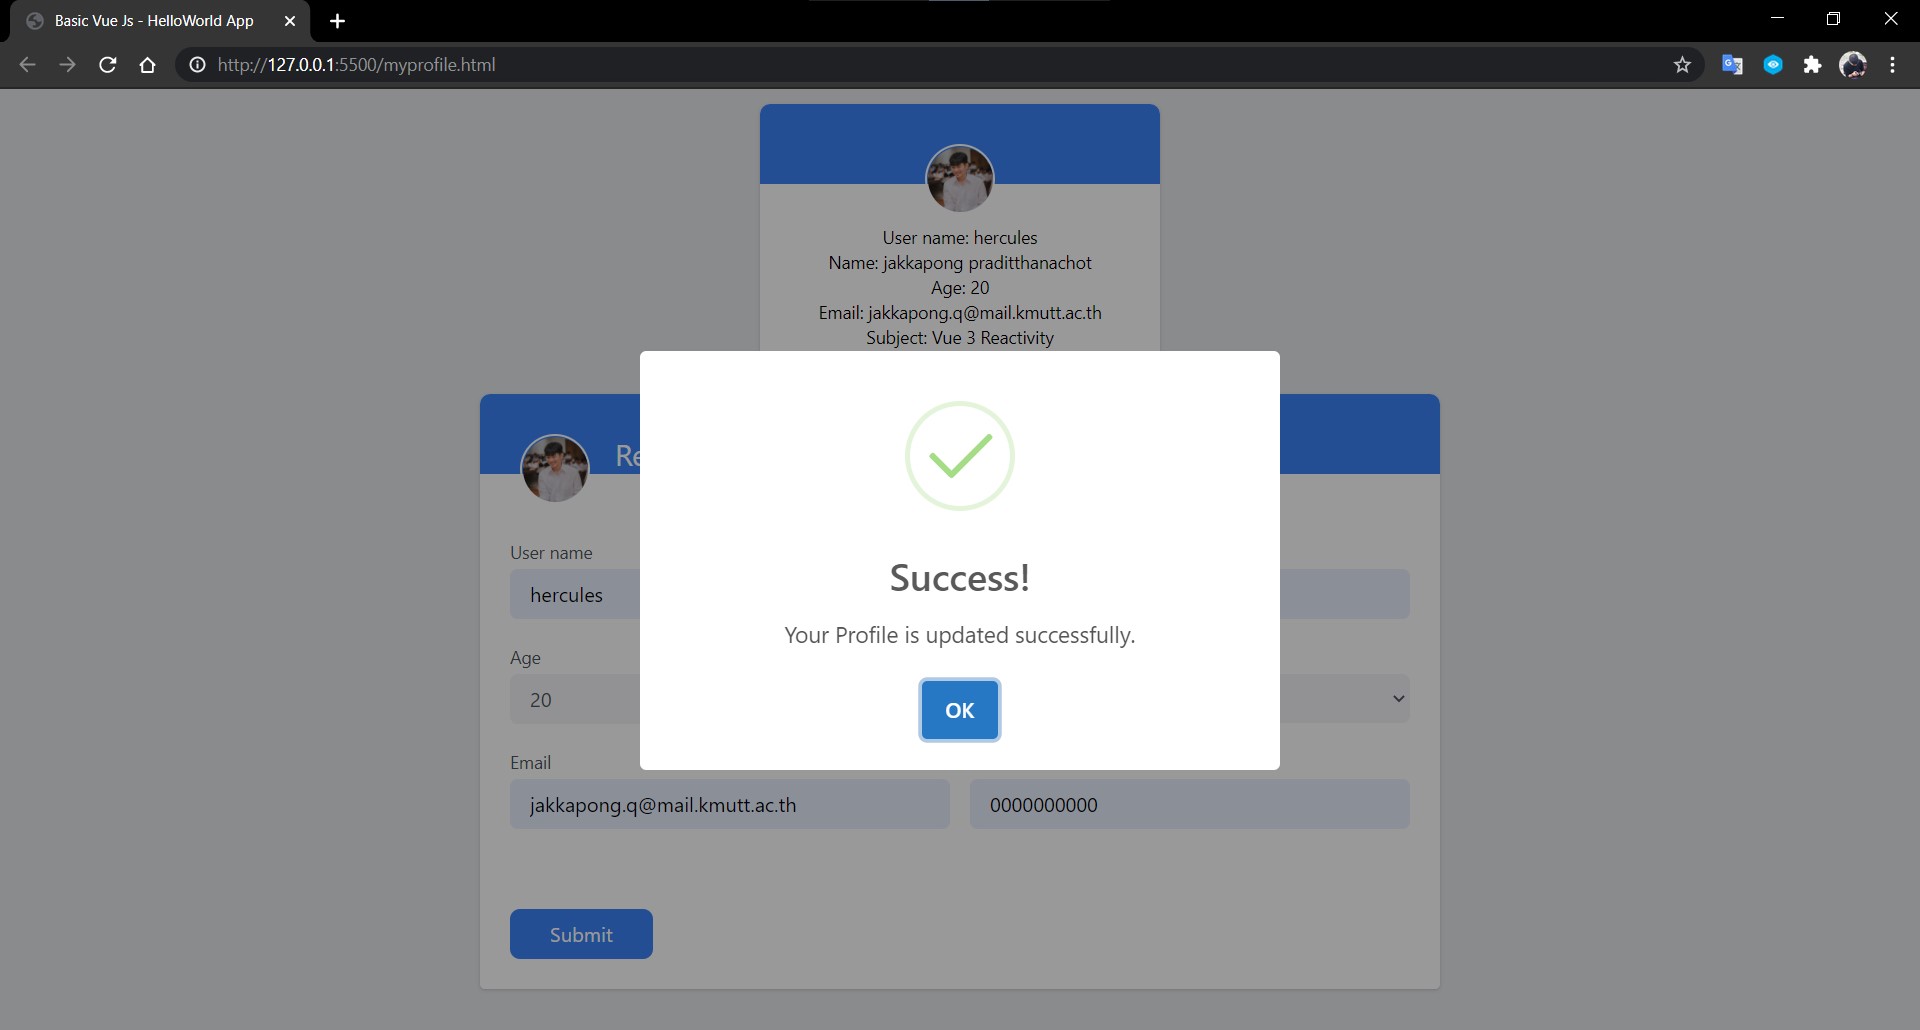 Basic Vue Js - HelloWorld App
http://127.0.0.1:5500/myprofile.html
User name: hercules
Name: jakkapong praditthanachot
Age: 20
Email: jakkapong.q@mail.kmutt.ac.th
Subject: Vue 3 Reactivity
Re
User name
hercules
Success!
Your Profile is updated successfully.
Age
20
OK
Email
jakkapong.q@mail.kmutt.ac.th
0000000000
Submit